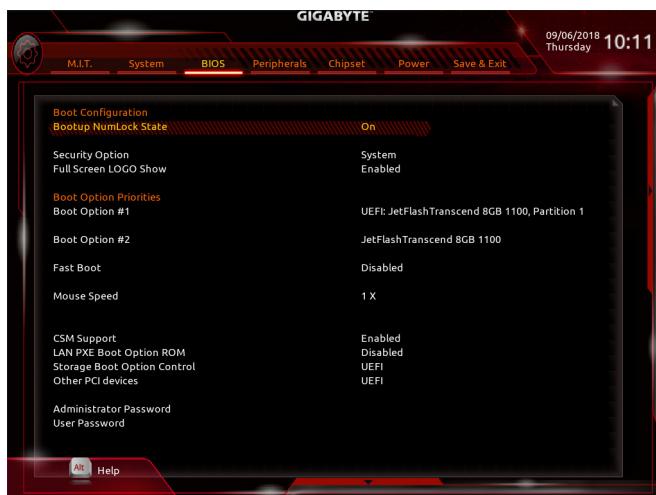 GIGABYTE™
09/06/2018
Thursday 10:11
M.I.T. System BIOS Peripherals Chipset Power Save & Exit
Boot Configuration
Bootup NumLock State On
Security Option System
Full Screen LOGO Show Enabled
Boot Option Priorities
Boot Option #1 UEFI: JetFlashTranscend 8GB 1100, Partition 1
Boot Option #2 JetFlashTranscend 8GB 1100
Fast Boot Disabled
Mouse Speed 1 X
CSM Support Enabled
LAN PXE Boot Option ROM Disabled
Storage Boot Option Control UEFI
Other PCI devices UEFI
Administrator Password
User Password
Alt Help